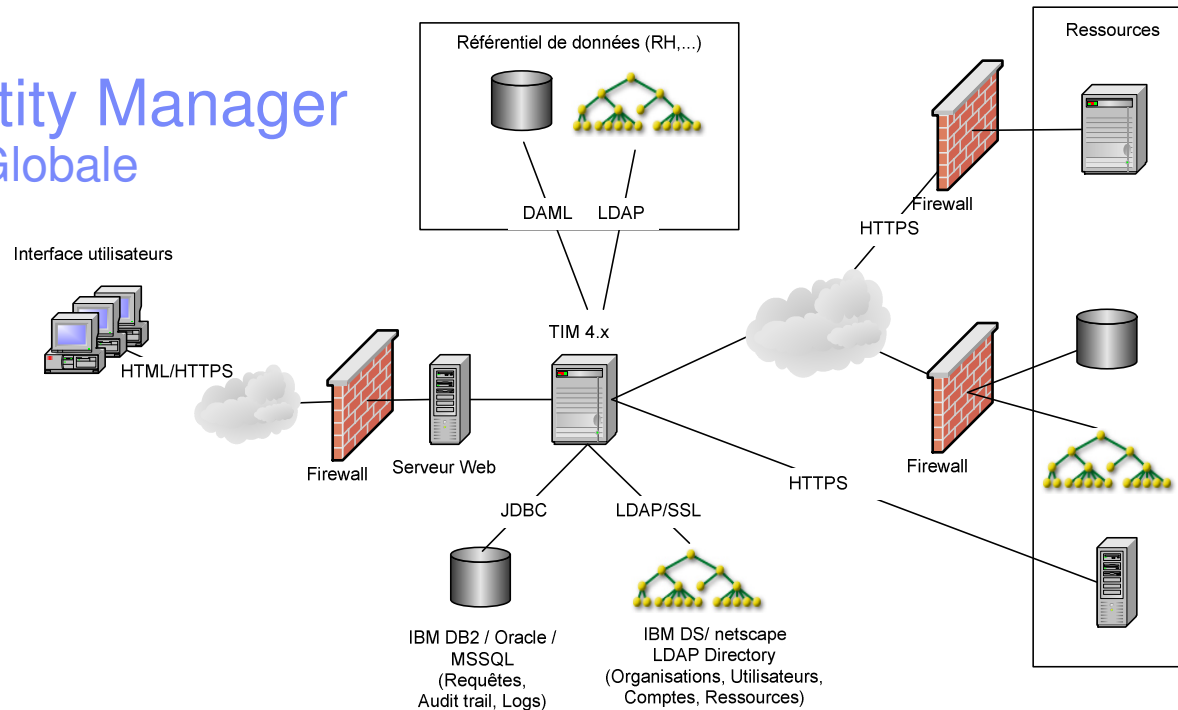 Référentiel de données (RH,...)
Ressources
tity Manager
Globale
DAML
LDAP
Firewall
HTTPS
Interface utilisateurs
TIM 4.x
HTML/HTTPS
Firewall
Serveur Web
Firewall
HTTPS
JDBC
LDAP/SSL
IBM DB2 / Oracle /
MSSQL
(Requêtes,
Audit trail, Logs)
IBM DS/ netscape
LDAP Directory
(Organisations, Utilisateurs,
Comptes, Ressources)